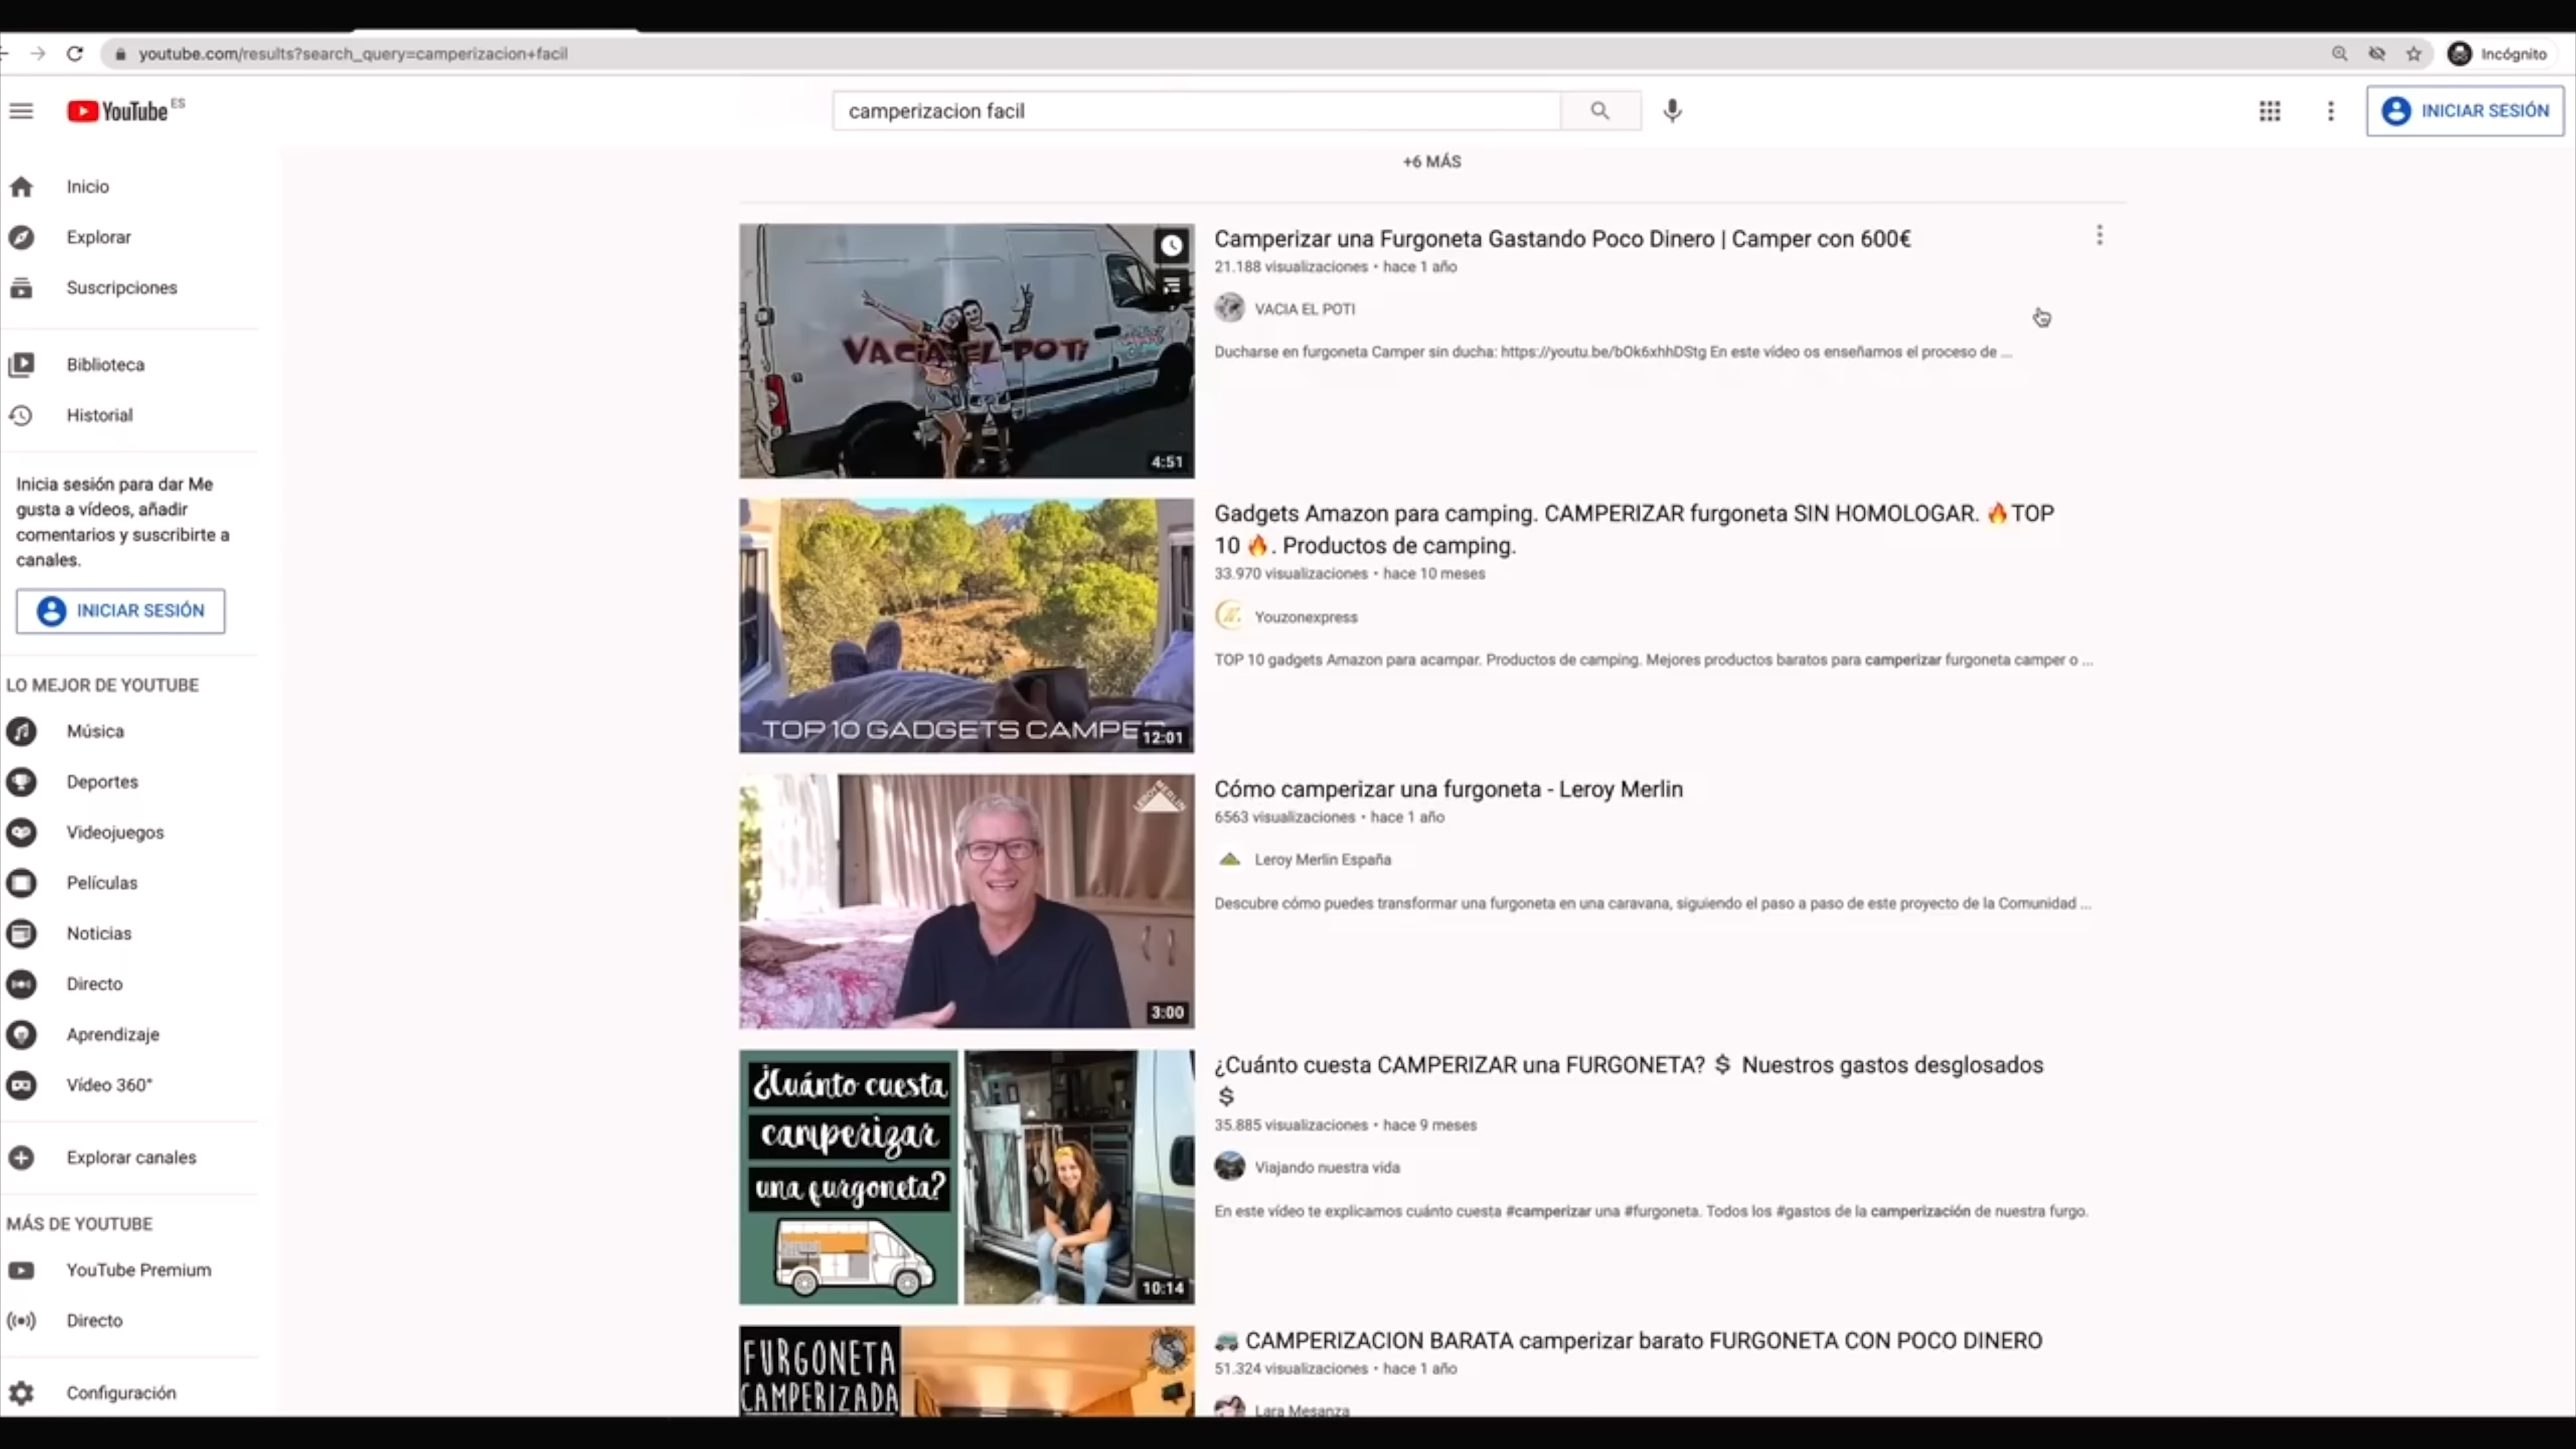 youtube.com/results?search_query=camperizacion+facil
Incógnito
YouTube ES
camperizacion facil
INICIAR SESIÓN
+6 MÁS
Inicio
Explorar
Suscripciones
Biblioteca
Historial
Inicia sesión para dar Me
gusta a vídeos, añadir
comentarios y suscribirte a
canales.
INICIAR SESIÓN
LO MEJOR DE YOUTUBE
Música
Deportes
Videojuegos
Películas
Noticias
Directo
Aprendizaje
Vídeo 360°
Explorar canales
MÁS DE YOUTUBE
YouTube Premium
Directo
Configuración
VACIA EL POTI
4:51
Camperizar una Furgoneta Gastando Poco Dinero | Camper con 600€
21.188 visualizaciones • hace 1 año
VACIA EL POTI
Ducharse en furgoneta Camper sin ducha: https://youtu.be/bOk6xhhDStg En este vídeo os enseñamos el proceso de ...
TOP 10 GADGETS CAMPER
12:01
Gadgets Amazon para camping. CAMPERIZAR furgoneta SIN HOMOLOGAR. 🔥TOP
10 🔥. Productos de camping.
33.970 visualizaciones • hace 10 meses
Youzonexpress
TOP 10 gadgets Amazon para acampar. Productos de camping. Mejores productos baratos para camperizar furgoneta camper o ...
LEROY MERLIN
3:00
Cómo camperizar una furgoneta - Leroy Merlin
6563 visualizaciones • hace 1 año
Leroy Merlin España
Descubre cómo puedes transformar una furgoneta en una caravana, siguiendo el paso a paso de este proyecto de la Comunidad ...
¿Cuánto cuesta
camperizar
una furgoneta?
10:14
¿Cuánto cuesta CAMPERIZAR una FURGONETA? $ Nuestros gastos desglosados
$
35.885 visualizaciones • hace 9 meses
Viajando nuestra vida
En este vídeo te explicamos cuánto cuesta #camperizar una #furgoneta. Todos los #gastos de la camperización de nuestra furgo.
FURGONETA
CAMPERIZADA
🚐 CAMPERIZACION BARATA camperizar barato FURGONETA CON POCO DINERO
51.324 visualizaciones • hace 1 año
Lara Mesanza